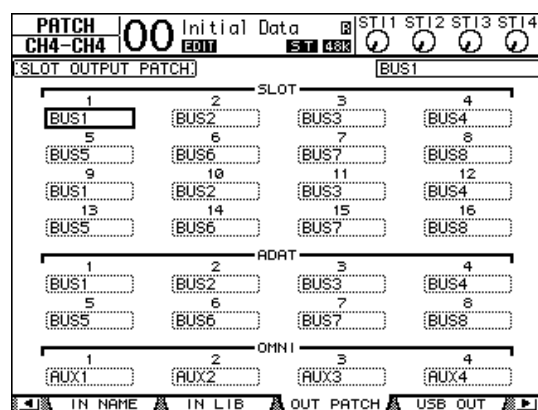 PATCH 00 Initial Data ST11 ST12 ST13 ST14
CH4-CH4 EDIT ST 48K
SLOT OUTPUT PATCH BUS1
SLOT
1 2 3 4
BUS1 BUS2 BUS3 BUS4
5 6 7 8
BUS5 BUS6 BUS7 BUS8
9 10 11 12
BUS1 BUS2 BUS3 BUS4
13 14 15 16
BUS5 BUS6 BUS7 BUS8
ADAT
1 2 3 4
BUS1 BUS2 BUS3 BUS4
5 6 7 8
BUS5 BUS6 BUS7 BUS8
OMNI
1 2 3 4
AUX1 AUX2 AUX3 AUX4
IN NAME IN LIB OUT PATCH USB OUT